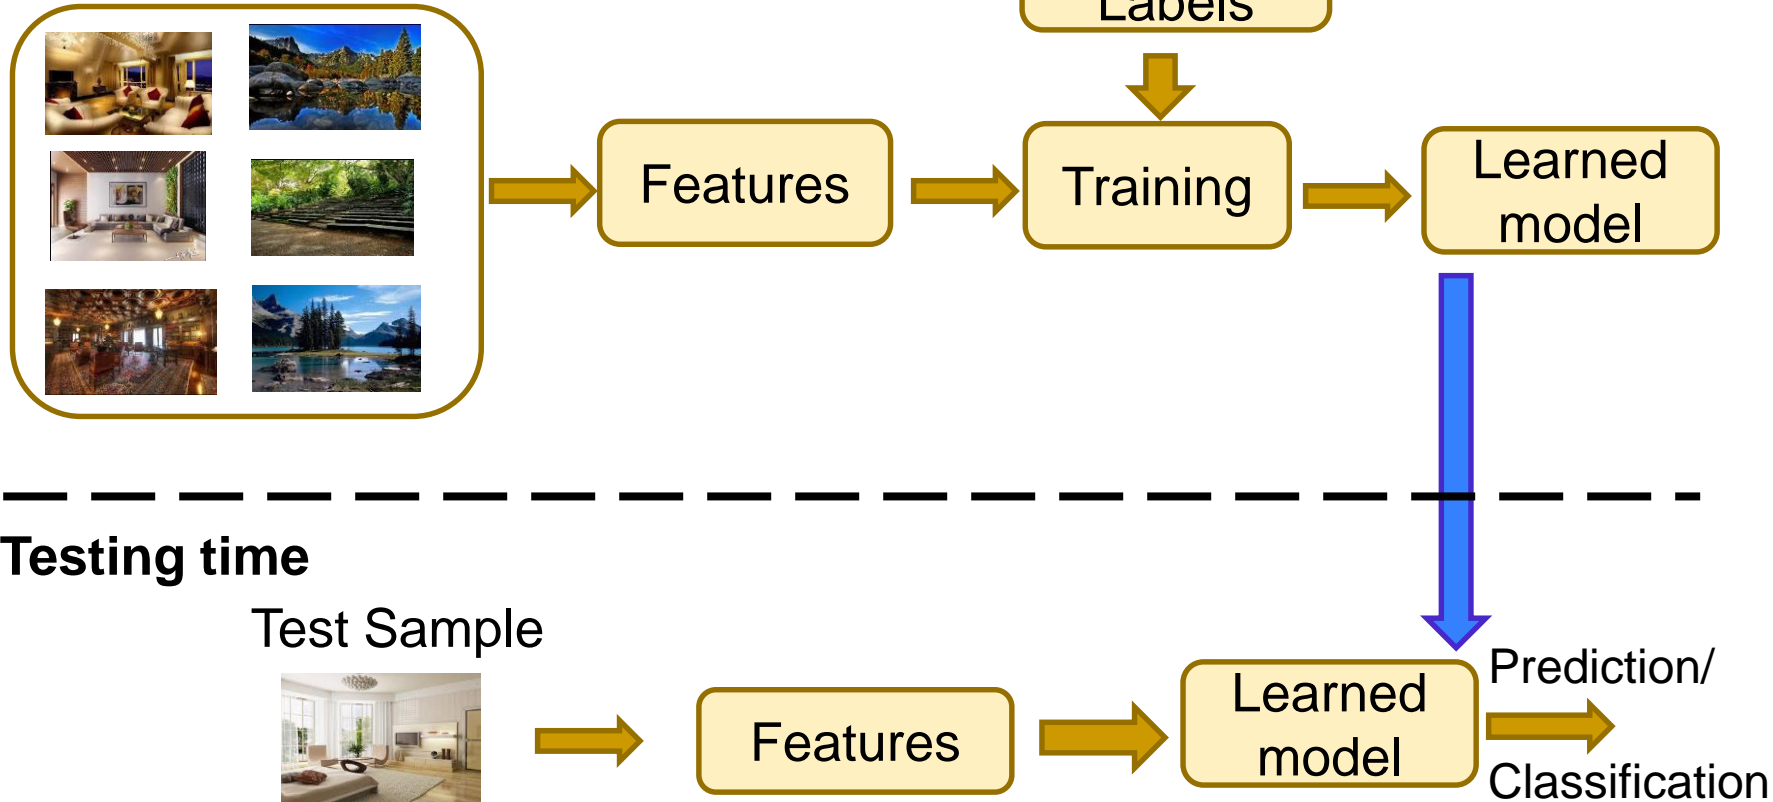 Labels
Features
Training
Learned
model
Testing time
Test Sample
Features
Learned
model
Prediction/
Classification